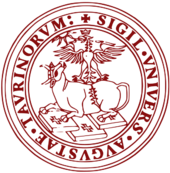 ✠ SIGIL · VNIVERS · AVGVSTAE · TAVRINORVM :